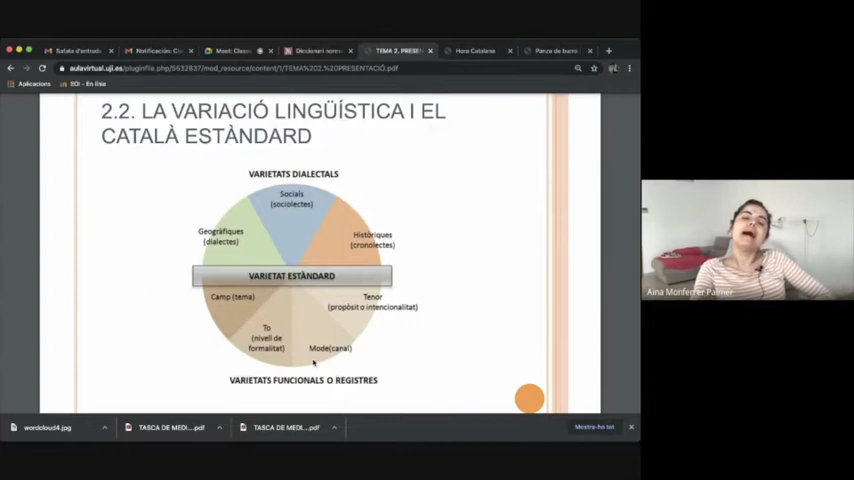 Safata d'entrada
Notificación: Cl
Meet: Classe
Diccionari norm
TEMA 2. PRESEN
Hora Catalana
Panza de barro
aulavirtual.uji.es/pluginfile.php/5532637/mod_resource/content/1/TEMA%202.%20PRESENTACIÓ.pdf
Aplicacions
EDI - En línia
2.2. LA VARIACIÓ LINGÜÍSTICA I EL
CATALÀ ESTÀNDARD
VARIETATS DIALECTALS
Socials
(sociolectes)
Geogràfiques
(dialectes)
Històriques
(cronolectes)
VARIETAT ESTÀNDARD
Camp (tema)
Tenor
(propòsit o intencionalitat)
To
(nivell de
formalitat)
Mode(canal)
VARIETATS FUNCIONALS O REGISTRES
Aina Monferrer Palmer
wordcloud4.jpg
TASCA DE MEDI....pdf
TASCA DE MEDI....pdf
Mostra-ho tot